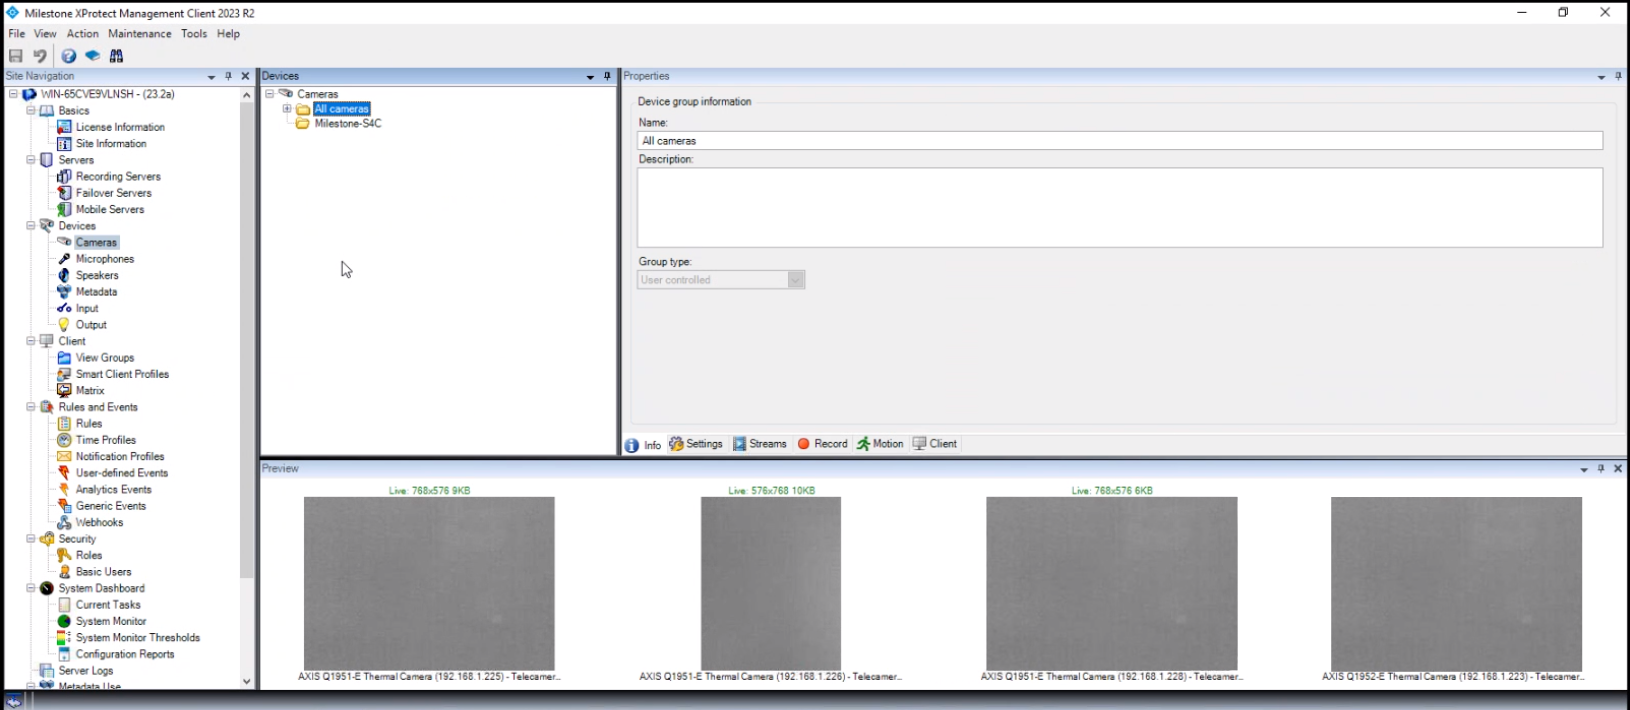 Milestone XProtect Management Client 2023 R2
File View Action Maintenance Tools Help
Site Navigation
WIN-65CVE9VLNSH - (23.2a)
Basics
License Information
Site Information
Servers
Recording Servers
Failover Servers
Mobile Servers
Devices
Cameras
Microphones
Speakers
Metadata
Input
Output
Client
View Groups
Smart Client Profiles
Matrix
Rules and Events
Rules
Time Profiles
Notification Profiles
User-defined Events
Analytics Events
Generic Events
Webhooks
Security
Roles
Basic Users
System Dashboard
Current Tasks
System Monitor
System Monitor Thresholds
Configuration Reports
Server Logs
Metadata Use
Devices
Cameras
All cameras
Milestone-S4C
Properties
Device group information
Name:
All cameras
Description:
Group type:
User controlled
Info Settings Streams Record Motion Client
Preview
Live: 768x576 9KB
Live: 576x768 10KB
Live: 768x576 6KB
AXIS Q1951-E Thermal Camera (192.168.1.225) - Telecamer...
AXIS Q1951-E Thermal Camera (192.168.1.226) - Telecamer...
AXIS Q1951-E Thermal Camera (192.168.1.228) - Telecamer...
AXIS Q1952-E Thermal Camera (192.168.1.223) - Telecamer...